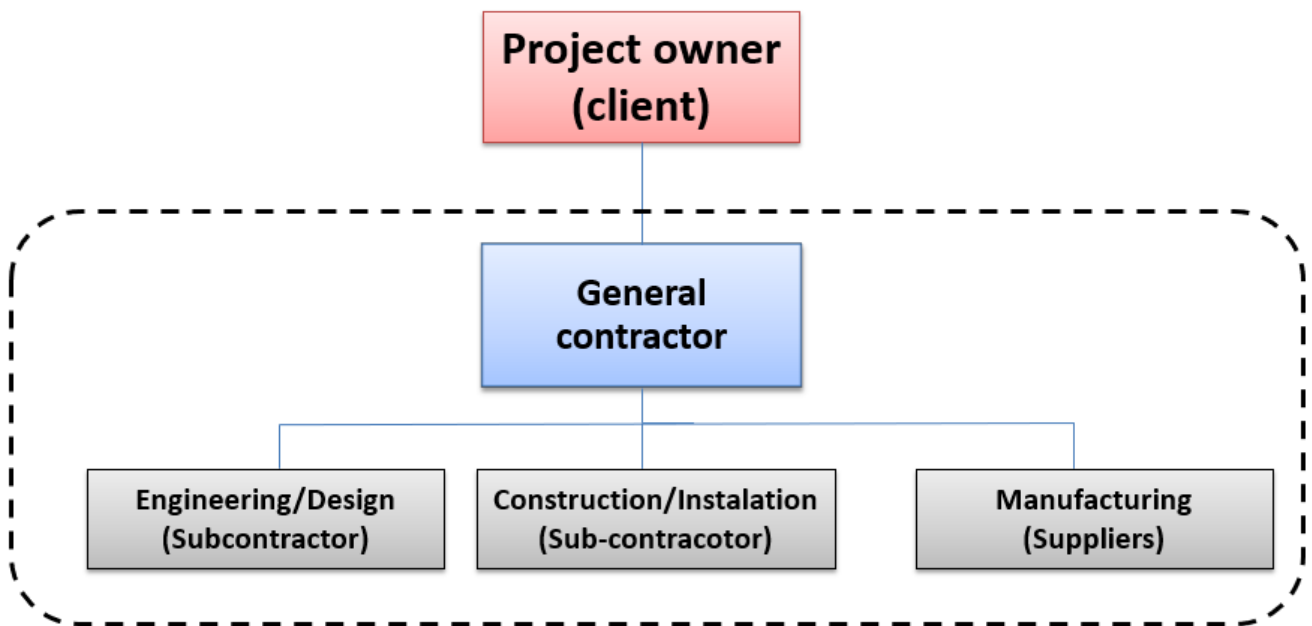 Project owner
(client)
General
contractor
Engineering/Design
(Subcontractor)
Construction/Instalation
(Sub-contracotor)
Manufacturing
(Suppliers)